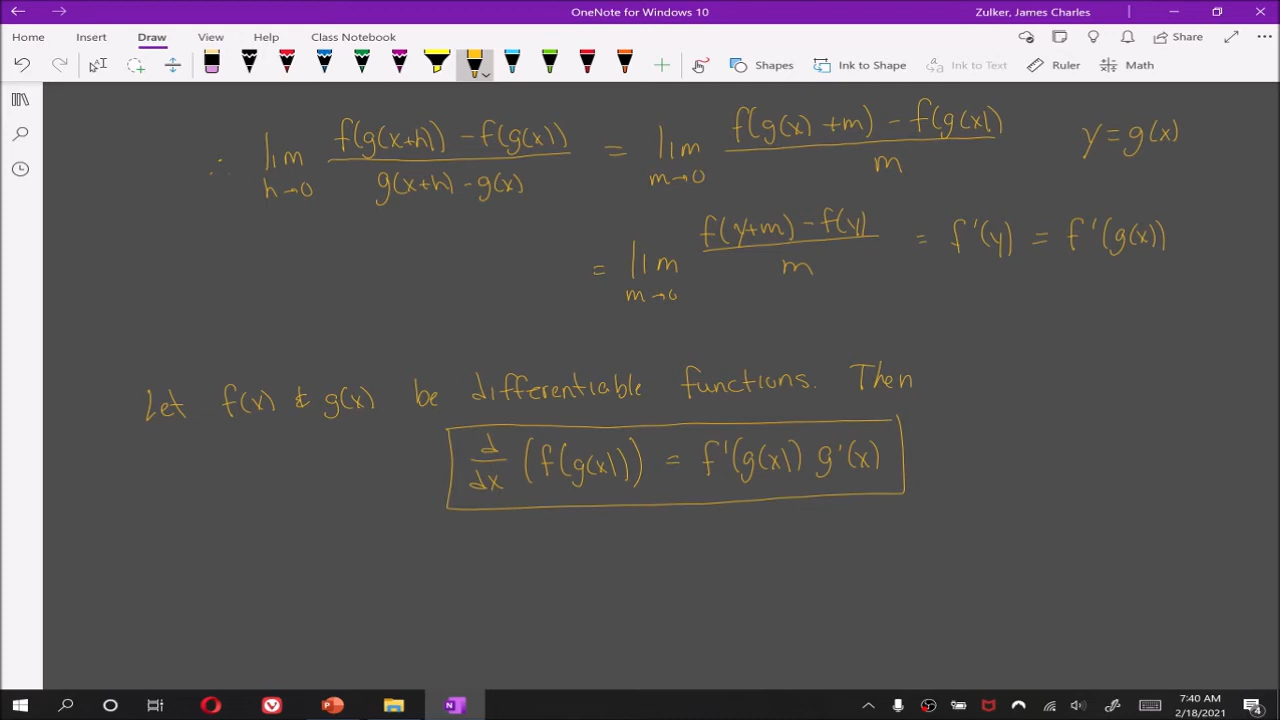 OneNote for Windows 10
Zulker, James Charles
Home Insert Draw View Help Class Notebook Share
Shapes Ink to Shape Ink to Text Ruler Math
∴ lim h→0 f(g(x+h)) - f(g(x)) / g(x+h) - g(x) = lim m→0 f(g(x) +m) - f(g(x)) / m y = g(x)
= lim m→0 f(y+m) - f(y) / m = f'(y) = f'(g(x))
Let f(x) & g(x) be differentiable functions. Then
d/dx (f(g(x))) = f'(g(x)) g'(x)
7:40 AM
2/18/2021
4